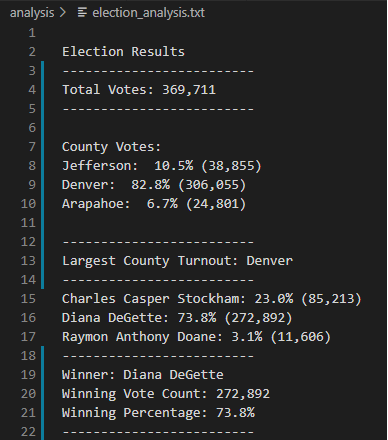 analysis > election_analysis.txt
1
2 Election Results
3 -------------------------
4 Total Votes: 369,711
5 -------------------------
6
7 County Votes:
8 Jefferson:  10.5% (38,855)
9 Denver:  82.8% (306,055)
10 Arapahoe:  6.7% (24,801)
11
12 -------------------------
13 Largest County Turnout: Denver
14 -------------------------
15 Charles Casper Stockham: 23.0% (85,213)
16 Diana DeGette: 73.8% (272,892)
17 Raymon Anthony Doane: 3.1% (11,606)
18 -------------------------
19 Winner: Diana DeGette
20 Winning Vote Count: 272,892
21 Winning Percentage: 73.8%
22 -------------------------